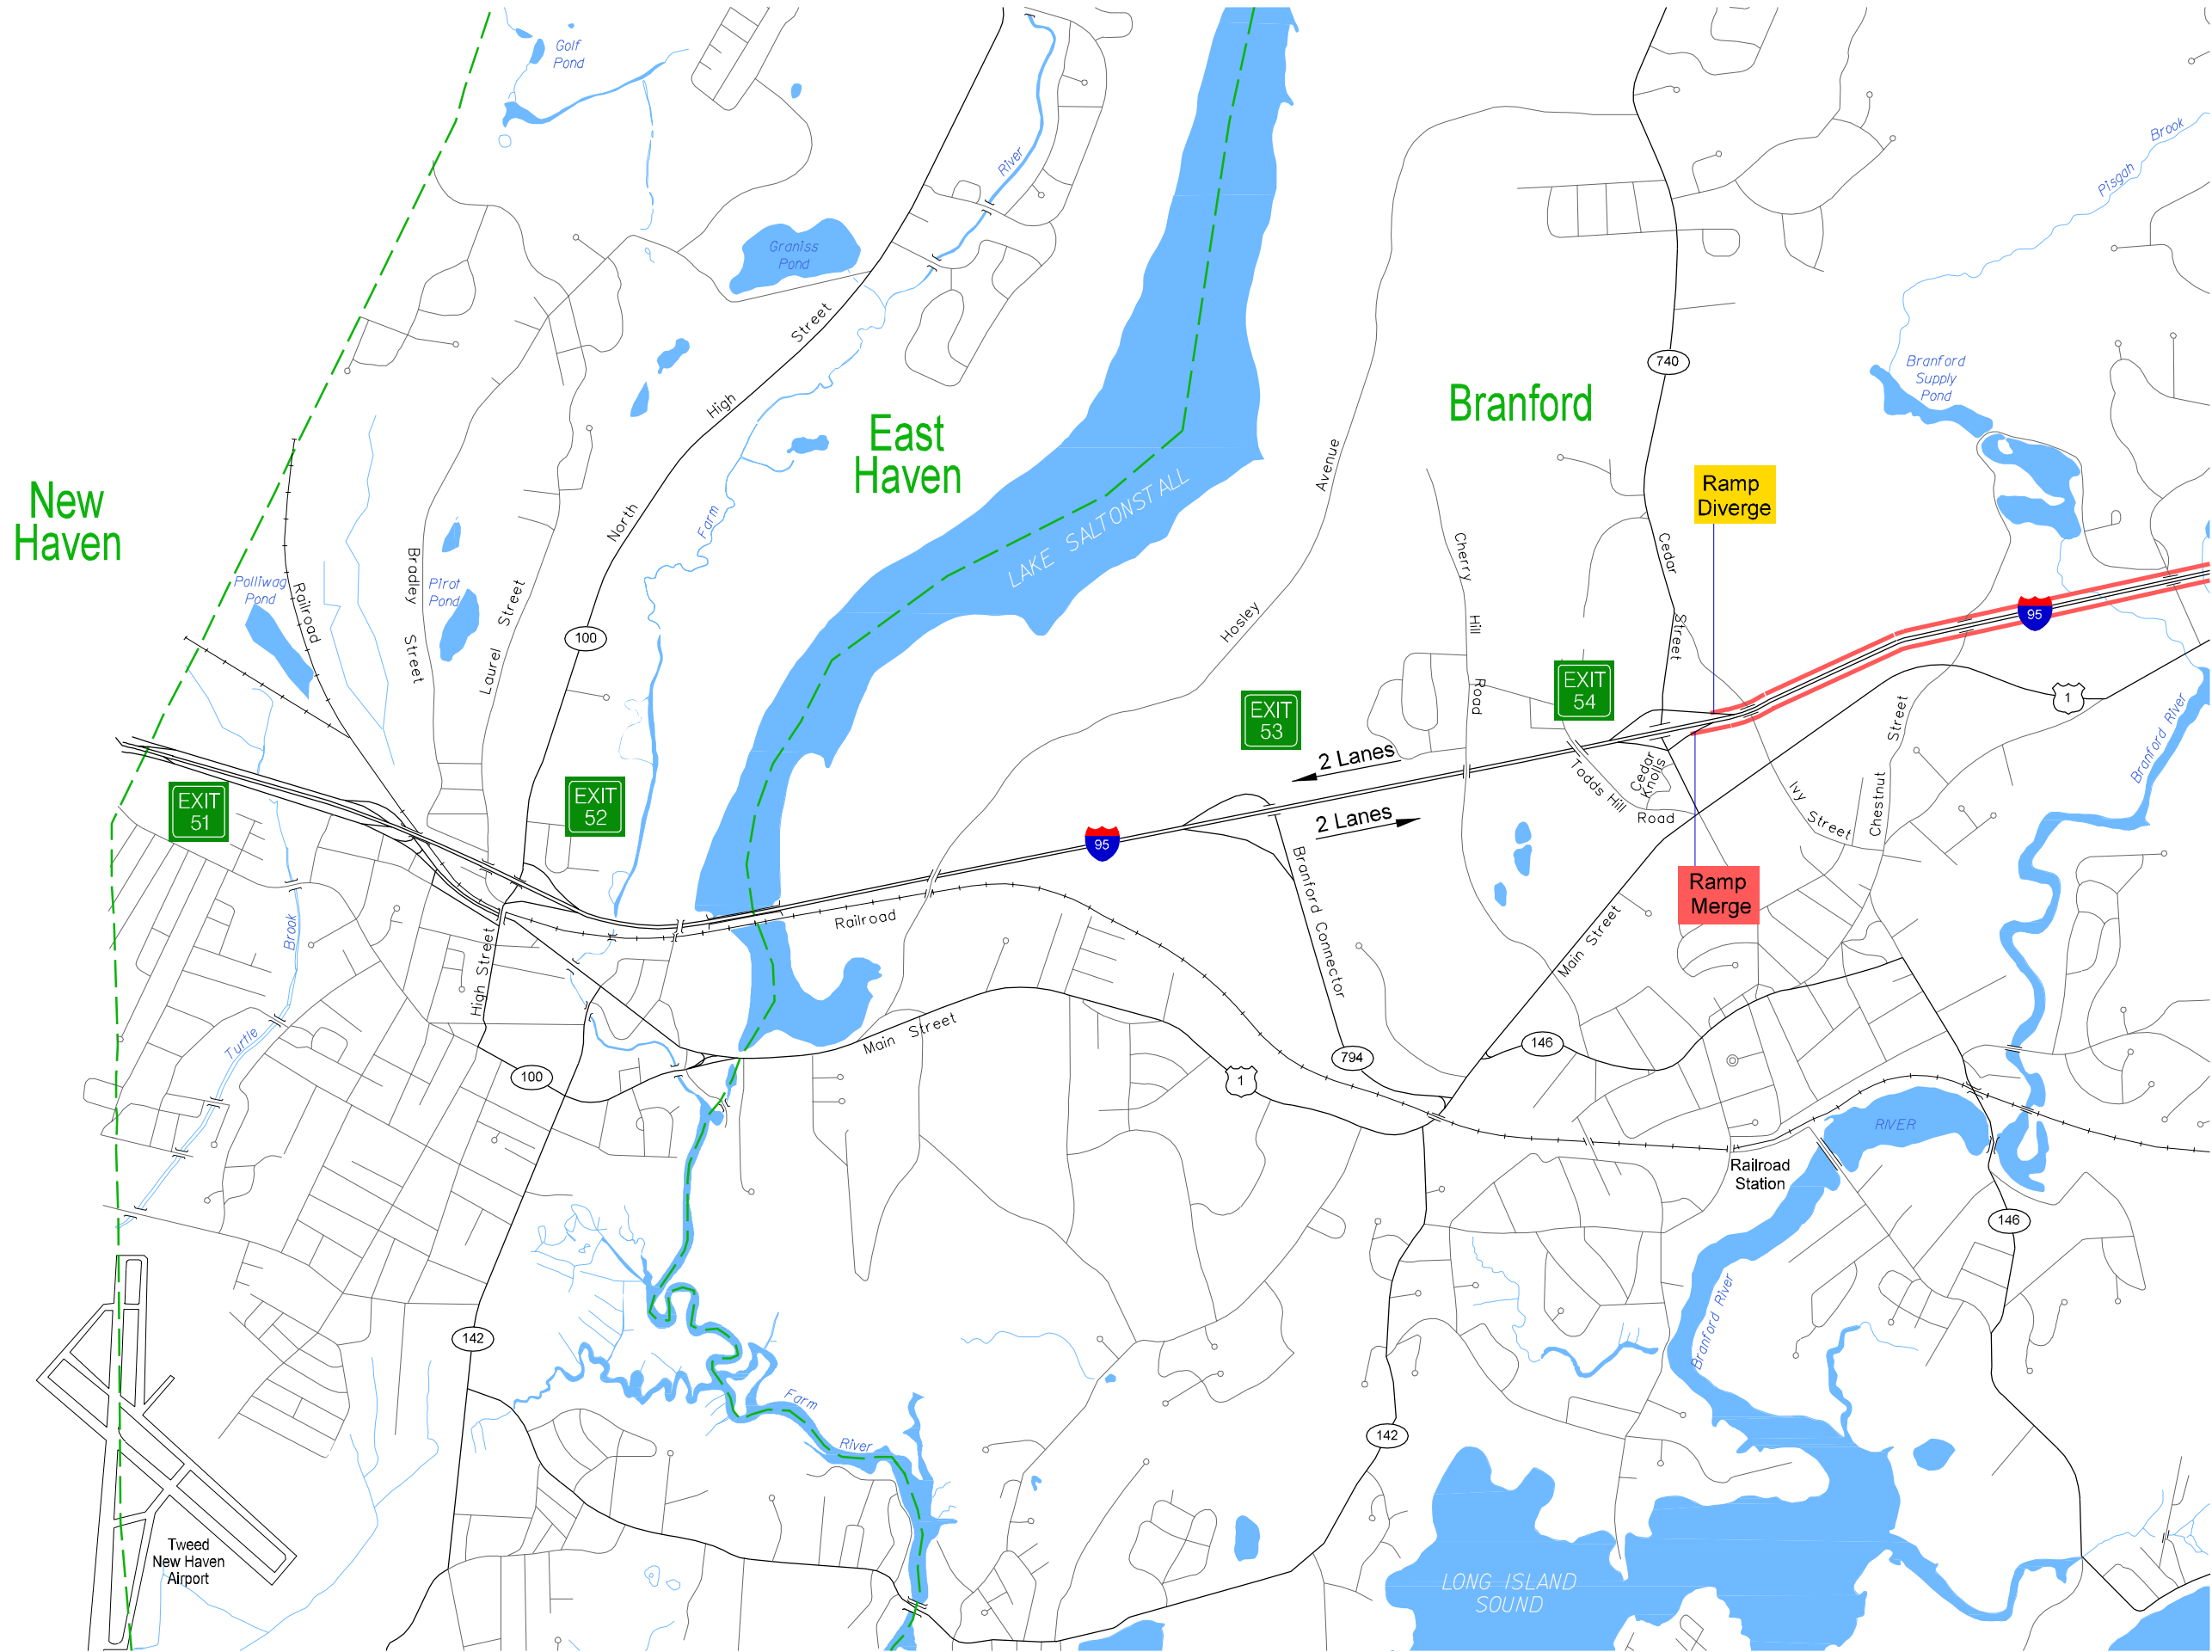 Golf
Pond
River
Brook
Pisgah
Graniss
Pond
Street
High
North
740
Branford
Supply
Pond
East
Haven
Branford
New
Haven
Avenue
Hosley
LAKE SALTONSTALL
Farm
Ramp
Diverge
Cherry
Hill
Road
Cedar
Street
Polliwag
Pond
Railroad
Bradley
Street
Pirot
Pond
Laurel
Street
100
95
1
EXIT
54
EXIT
53
EXIT
52
EXIT
51
2 Lanes
2 Lanes
95
Cedar
Knolls
Todds Hill
Road
Ivy
Street
Chestnut
Street
Branford River
Ramp
Merge
Branford Connector
Railroad
Main Street
Brook
Turtle
High Street
Main Street
100
794
146
1
RIVER
Railroad
Station
146
142
142
Branford River
Farm
River
Tweed
New Haven
Airport
LONG ISLAND
SOUND